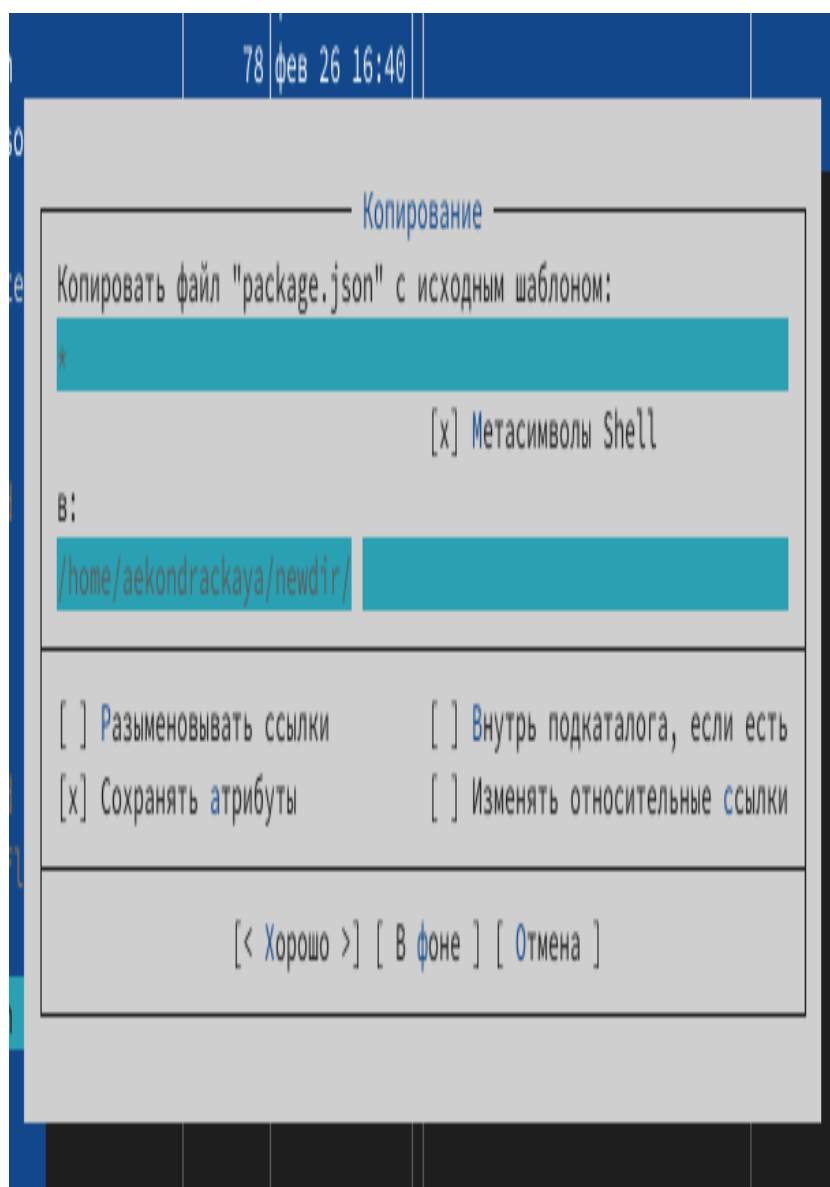 78 фев 26 16:40
Копирование
Копировать файл "package.json" с исходным шаблоном:
*
[x] Метасимволы Shell
в:
/home/aekondrackaya/newdir/
[ ] Разыменовывать ссылки [ ] Внутрь подкаталога, если есть
[x] Сохранять атрибуты [ ] Изменять относительные ссылки
[< Хорошо >] [ В фоне ] [ Отмена ]